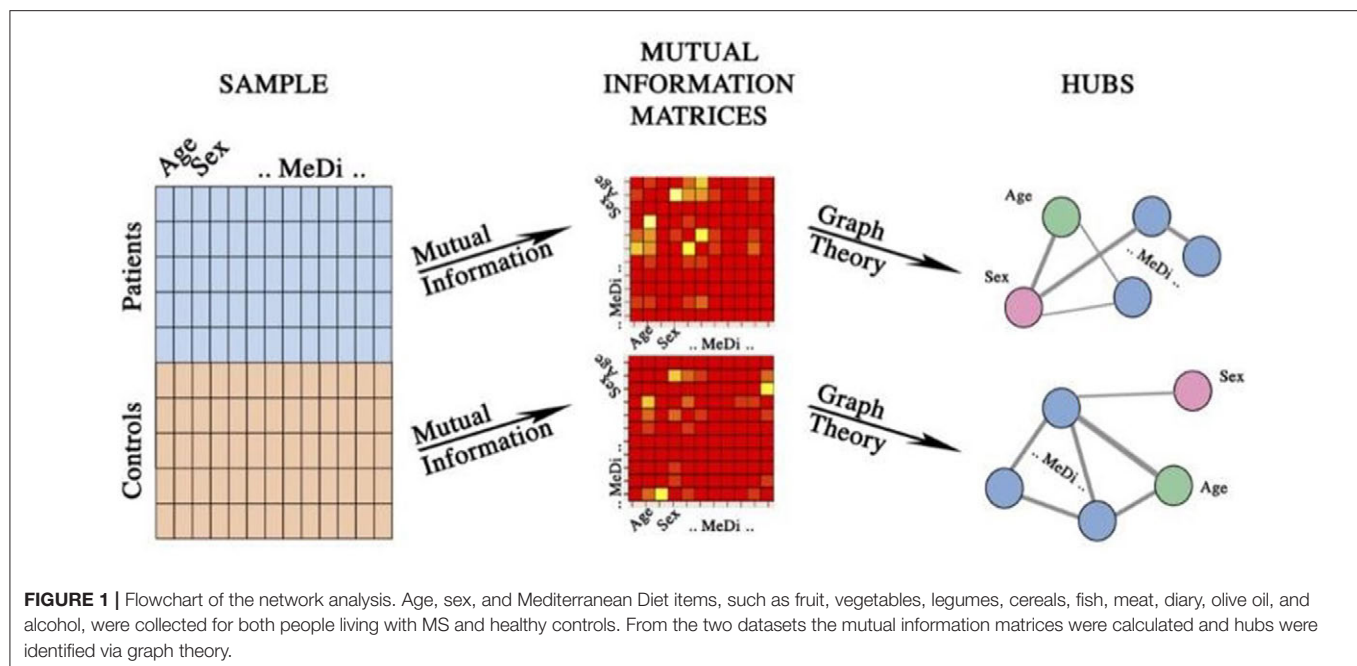 SAMPLE
MUTUAL
INFORMATION
MATRICES
HUBS
Age
Sex
.. MeDi ..
Patients
Controls
Mutual
Information
Mutual
Information
Age
Sex
.. MeDi ..
Age
Sex
.. MeDi ..
Age
Sex
.. MeDi ..
Age
Sex
.. MeDi ..
Graph
Theory
Graph
Theory
Age
Sex
.. MeDi ..
Sex
.. MeDi ..
Age
FIGURE 1 | Flowchart of the network analysis. Age, sex, and Mediterranean Diet items, such as fruit, vegetables, legumes, cereals, fish, meat, diary, olive oil, and
alcohol, were collected for both people living with MS and healthy controls. From the two datasets the mutual information matrices were calculated and hubs were
identified via graph theory.